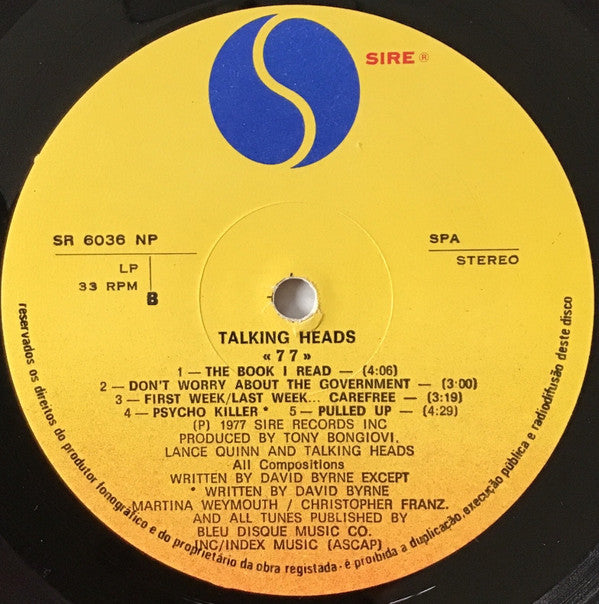 SIRE ®
SR 6036 NP
SPA
LP
STEREO
33 RPM
B
TALKING HEADS
«77»
1 — THE BOOK I READ — (4:06)
2 — DON'T WORRY ABOUT THE GOVERNMENT — (3:00)
3 — FIRST WEEK/LAST WEEK... CAREFREE — (3:19)
4 — PSYCHO KILLER * 5 — PULLED UP — (4:29)
(P) 1977 SIRE RECORDS INC
PRODUCED BY TONY BONGIOVI,
LANCE QUINN AND TALKING HEADS
All Compositions
WRITTEN BY DAVID BYRNE EXCEPT
* WRITTEN BY DAVID BYRNE
MARTINA WEYMOUTH / CHRISTOPHER FRANZ.
AND ALL TUNES PUBLISHED BY
BLEU DISQUE MUSIC CO.
INC/INDEX MUSIC (ASCAP)
reservados os direitos do produtor fonográfico e do proprietário da obra registada - é proibida a duplicação, execução pública e radiodifusão deste disco